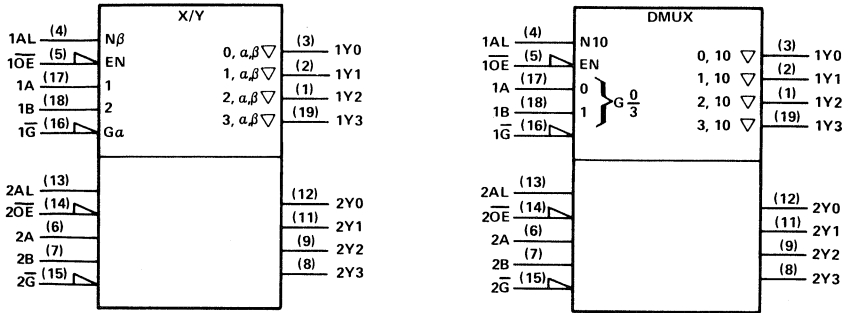 X/Y
1AL (4) Nβ
1O̅E̅ (5) EN
1A (17) 1
1B (18) 2
1G̅ (16) Gα
0, α,β ▽ (3) 1Y0
1, α,β ▽ (2) 1Y1
2, α,β ▽ (1) 1Y2
3, α,β ▽ (19) 1Y3
2AL (13)
2O̅E̅ (14)
2A (6)
2B (7)
2G̅ (15)
(12) 2Y0
(11) 2Y1
(9) 2Y2
(8) 2Y3
DMUX
1AL (4) N10
1O̅E̅ (5) EN
1A (17) 0
1B (18) 1
} G 0/3
1G̅ (16)
0, 10 ▽ (3) 1Y0
1, 10 ▽ (2) 1Y1
2, 10 ▽ (1) 1Y2
3, 10 ▽ (19) 1Y3
2AL (13)
2O̅E̅ (14)
2A (6)
2B (7)
2G̅ (15)
(12) 2Y0
(11) 2Y1
(9) 2Y2
(8) 2Y3